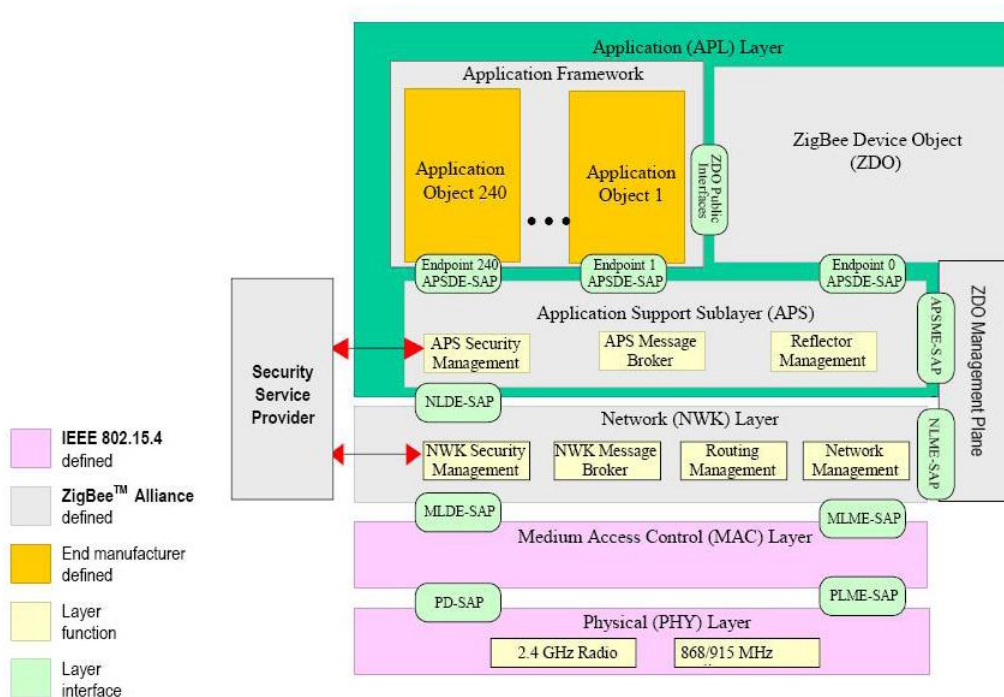 Application (APL) Layer
Application Framework
Application
Object 240
Application
Object 1
ZDO Public
Interfaces
ZigBee Device Object
(ZDO)
Endpoint 240
APSDE-SAP
Endpoint 1
APSDE-SAP
Endpoint 0
APSDE-SAP
Application Support Sublayer (APS)
APS Security
Management
APS Message
Broker
Reflector
Management
APSME-SAP
ZDO Management Plane
Security
Service
Provider
NLDE-SAP
Network (NWK) Layer
NWK Security
Management
NWK Message
Broker
Routing
Management
Network
Management
NLME-SAP
MLDE-SAP
MLME-SAP
Medium Access Control (MAC) Layer
PD-SAP
PLME-SAP
Physical (PHY) Layer
2.4 GHz Radio
868/915 MHz
IEEE 802.15.4
defined
ZigBee™ Alliance
defined
End manufacturer
defined
Layer
function
Layer
interface